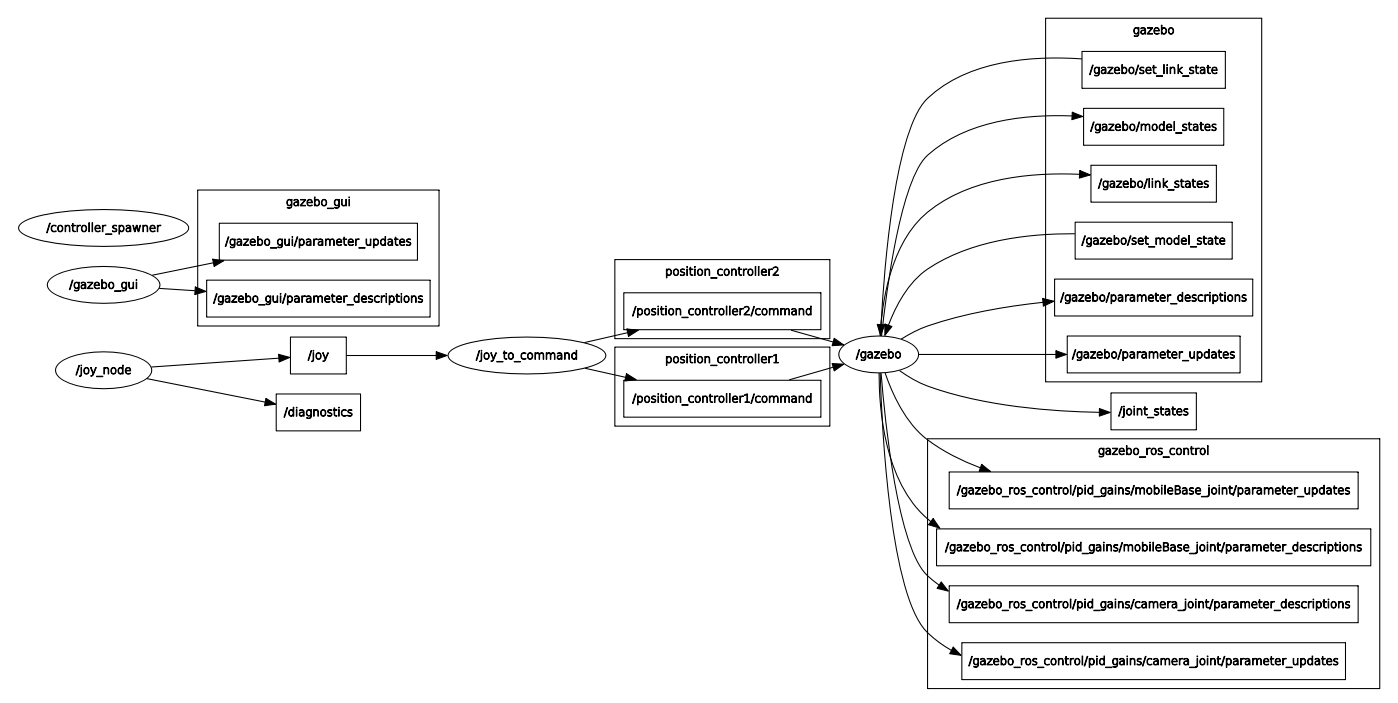 /controller_spawner
/gazebo_gui
/joy_node
gazebo_gui
/gazebo_gui/parameter_updates
/gazebo_gui/parameter_descriptions
/joy
/diagnostics
/joy_to_command
position_controller2
/position_controller2/command
position_controller1
/position_controller1/command
/gazebo
gazebo
/gazebo/set_link_state
/gazebo/model_states
/gazebo/link_states
/gazebo/set_model_state
/gazebo/parameter_descriptions
/gazebo/parameter_updates
/joint_states
gazebo_ros_control
/gazebo_ros_control/pid_gains/mobileBase_joint/parameter_updates
/gazebo_ros_control/pid_gains/mobileBase_joint/parameter_descriptions
/gazebo_ros_control/pid_gains/camera_joint/parameter_descriptions
/gazebo_ros_control/pid_gains/camera_joint/parameter_updates